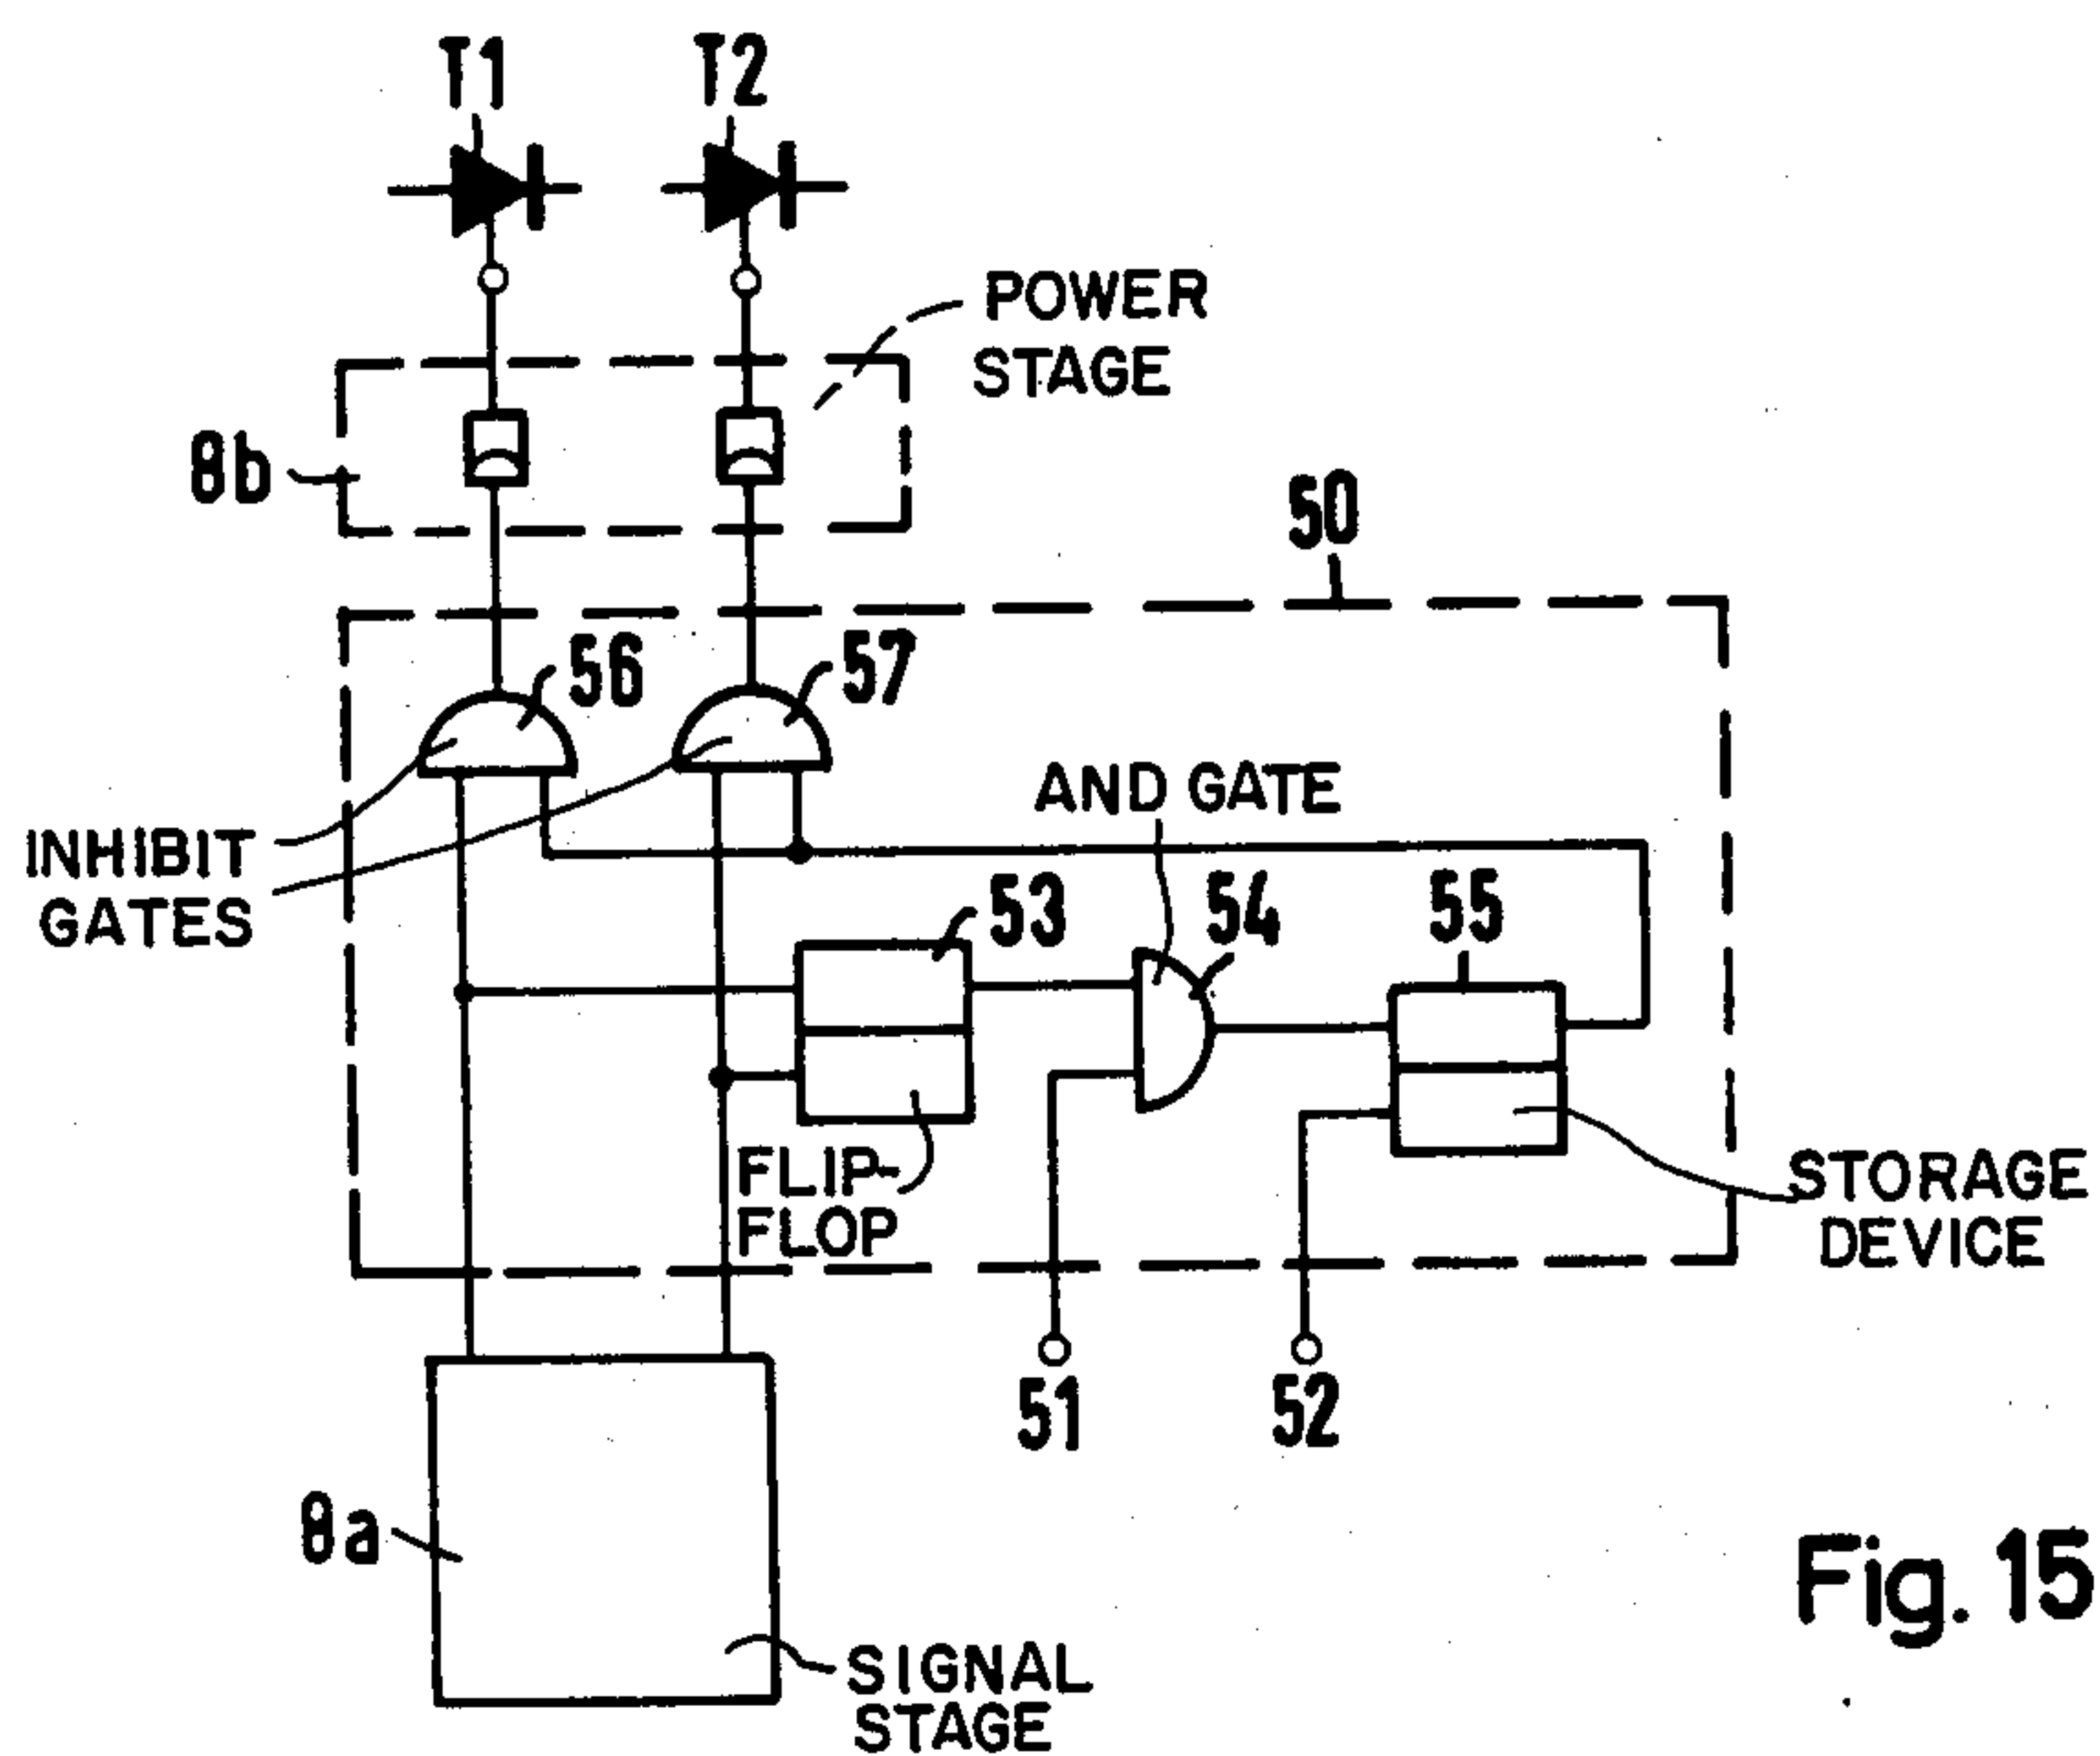 T1
T2
POWER
STAGE
8b
50
56
57
AND GATE
INHIBIT
GATES
53
54
55
FLIP-
FLOP
STORAGE
DEVICE
51
52
8a
SIGNAL
STAGE
Fig. 15